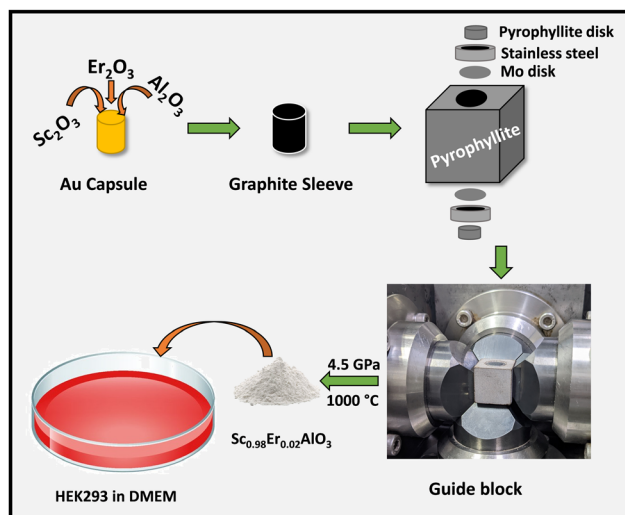 Pyrophyllite disk
Stainless steel
Mo disk
Er₂O₃
Sc₂O₃
Al₂O₃
Au Capsule
Graphite Sleeve
Pyrophyllite
4.5 GPa
1000 °C
Sc₀.₉₈Er₀.₀₂AlO₃
HEK293 in DMEM
Guide block